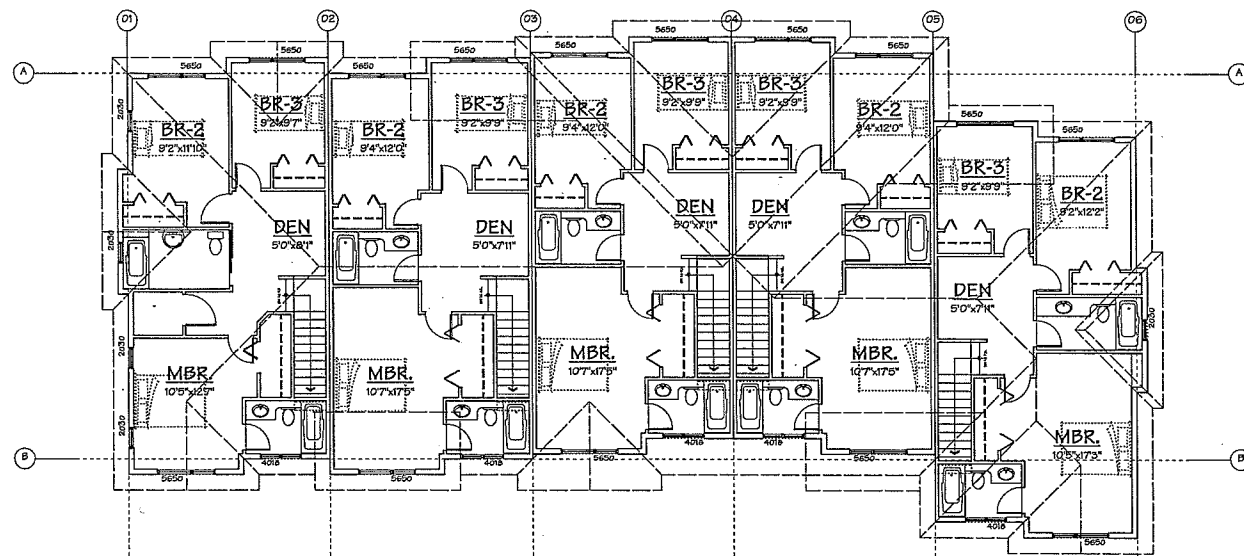 01 02 03 04 05 06
5650 5650 5650 5650
5650 5650 5650 5650
A A
5650 5650
2030
BR-2
9'2"x11'10"
BR-3
9'2"x9'7"
BR-2
9'4"x12'0"
BR-3
9'2"x9'9"
BR-2
9'4"x12'0"
BR-3
9'2"x9'9"
BR-3
9'2"x9'9"
BR-2
9'4"x12'0"
BR-3
9'2"x9'9"
BR-2
9'2"x12'2"
2030
DEN
5'0"x8'1"
DEN
5'0"x7'11"
DEN
5'0"x7'11"
DEN
5'0"x7'11"
DEN
5'0"x7'11"
2030
2030
MBR.
10'5"x12'9"
MBR.
10'7"x17'5"
MBR.
10'7"x17'5"
MBR.
10'7"x17'5"
MBR.
10'5"x17'3"
2030
4018 4018
4018 4018
B B
5650 5650 5650 5650
4018
5650